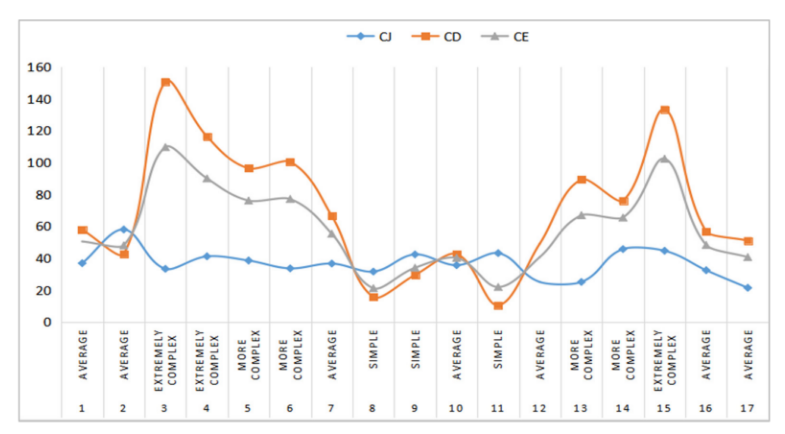 CJ CD CE
160
140
120
100
80
60
40
20
0
AVERAGE
AVERAGE
EXTREMELY
COMPLEX
EXTREMELY
COMPLEX
MORE
COMPLEX
MORE
COMPLEX
AVERAGE
SIMPLE
SIMPLE
AVERAGE
SIMPLE
AVERAGE
MORE
COMPLEX
MORE
COMPLEX
EXTREMELY
COMPLEX
AVERAGE
AVERAGE
1 2 3 4 5 6 7 8 9 10 11 12 13 14 15 16 17